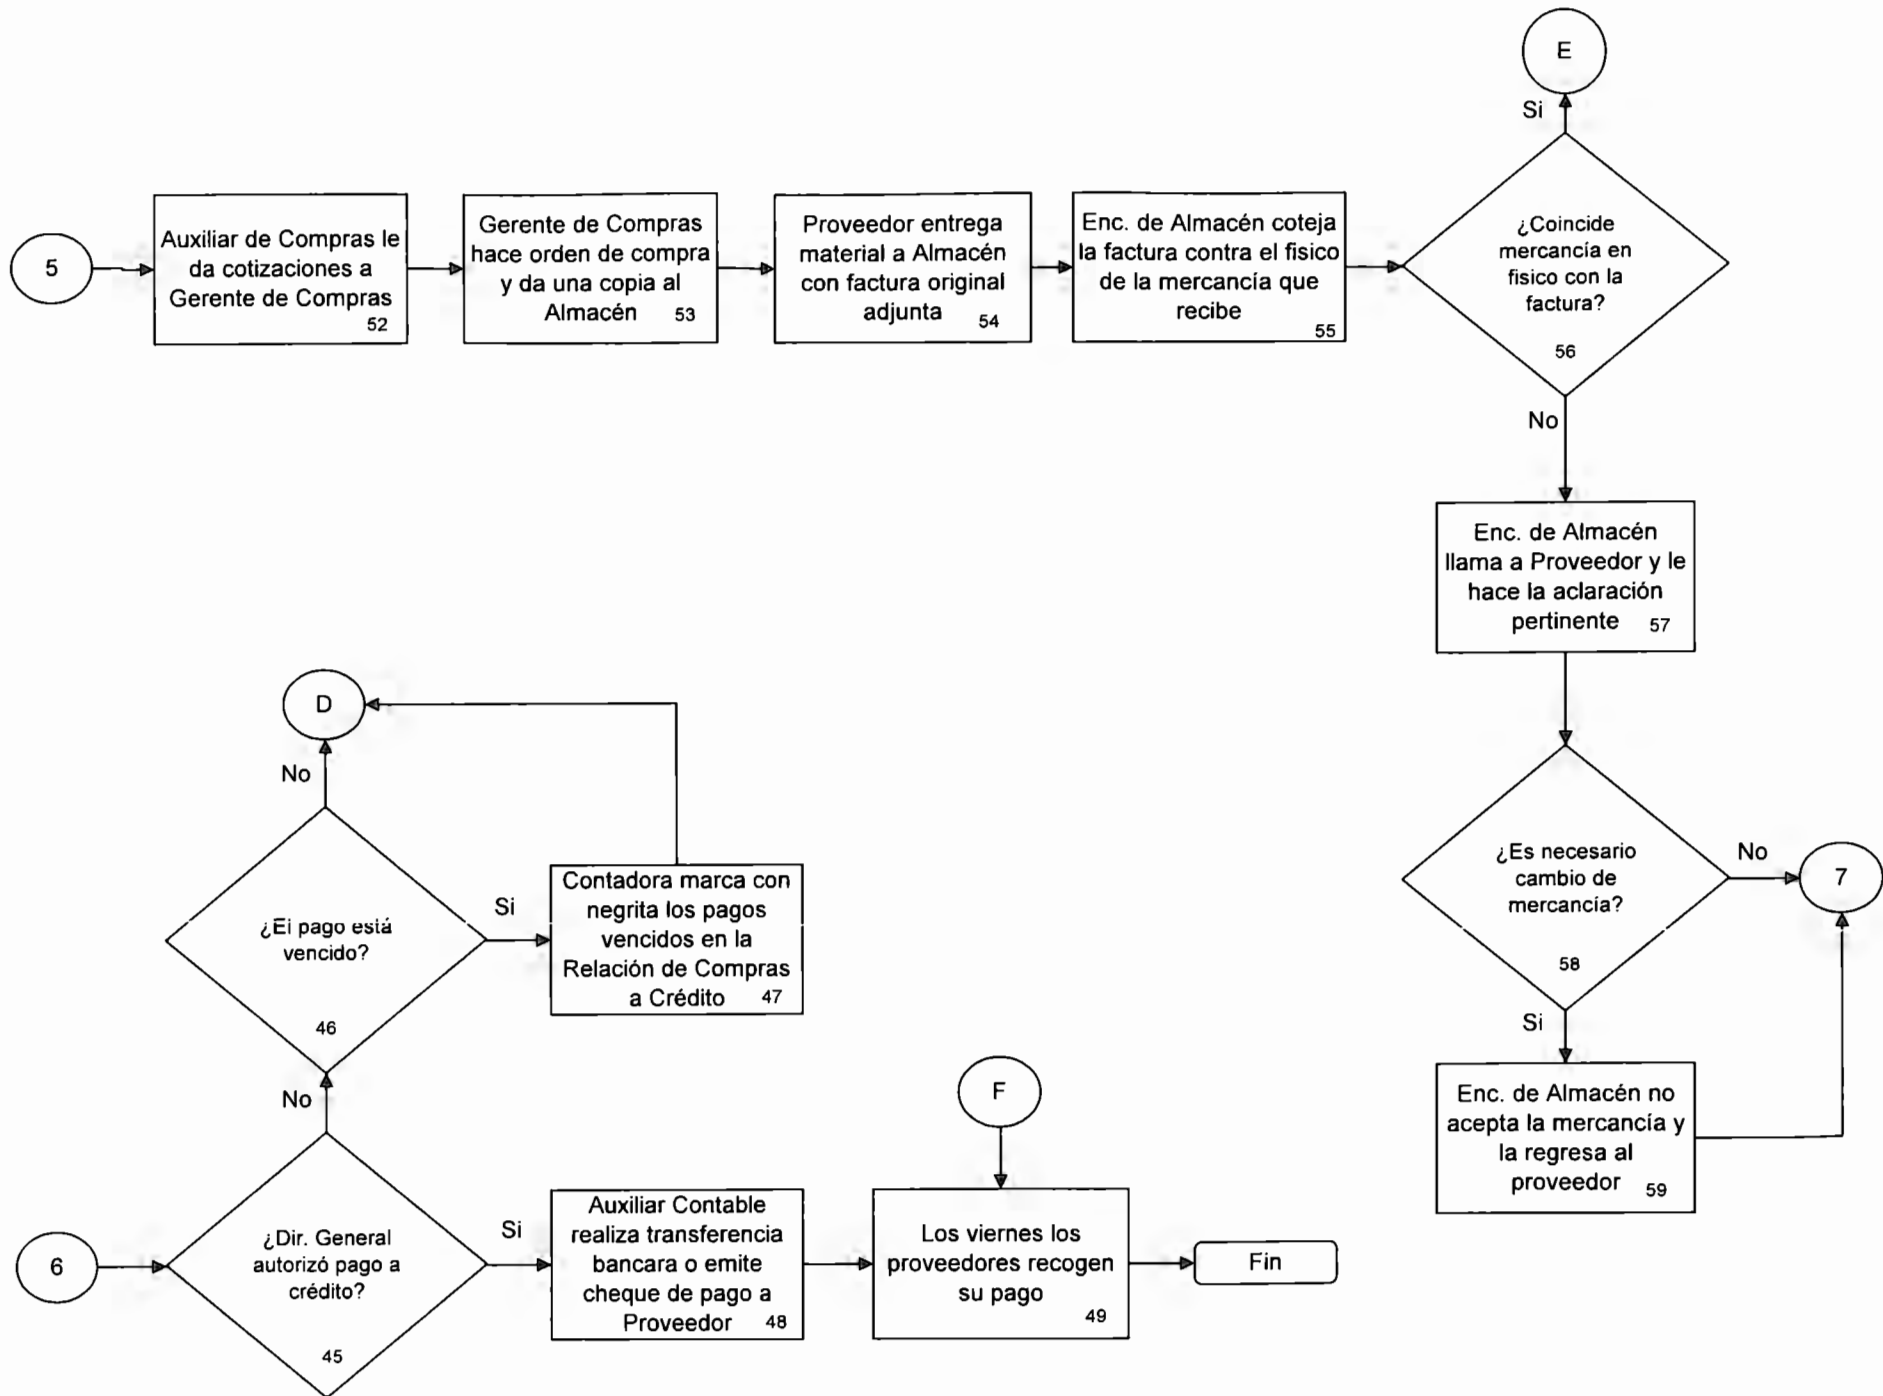 E
Si
5
Auxiliar de Compras le
da cotizaciones a
Gerente de Compras
52
Gerente de Compras
hace orden de compra
y da una copia al
Almacén 53
Proveedor entrega
material a Almacén
con factura original
adjunta 54
Enc. de Almacén coteja
la factura contra el fisico
de la mercancía que
recibe
55
¿Coincide
mercancía en
fisico con la
factura?
56
No
Enc. de Almacén
llama a Proveedor y le
hace la aclaración
pertinente 57
¿Es necesario
cambio de
mercancía?
58
No
7
Si
Enc. de Almacén no
acepta la mercancía y
la regresa al
proveedor 59
D
No
¿El pago está
vencido?
46
Si
Contadora marca con
negrita los pagos
vencidos en la
Relación de Compras
a Crédito 47
No
6
¿Dir. General
autorizó pago a
crédito?
45
Si
Auxiliar Contable
realiza transferencia
bancara o emite
cheque de pago a
Proveedor 48
F
Los viernes los
proveedores recogen
su pago
49
Fin